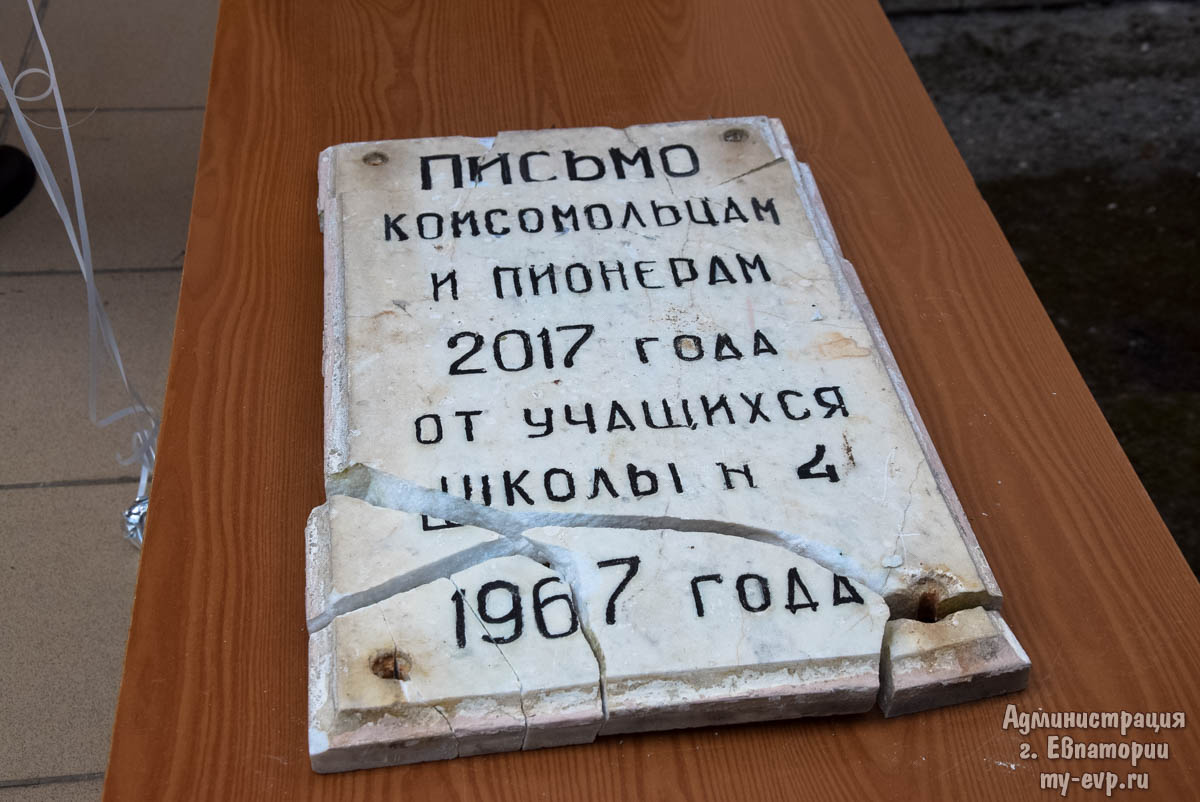 ПИСЬМО
КОМСОМОЛЬЦАМ
И ПИОНЕРАМ
2017 ГОДА
ОТ УЧАЩИХСЯ
ШКОЛЫ N 4
1967 ГОДА
Администрация
г. Евпатории
my-evp.ru